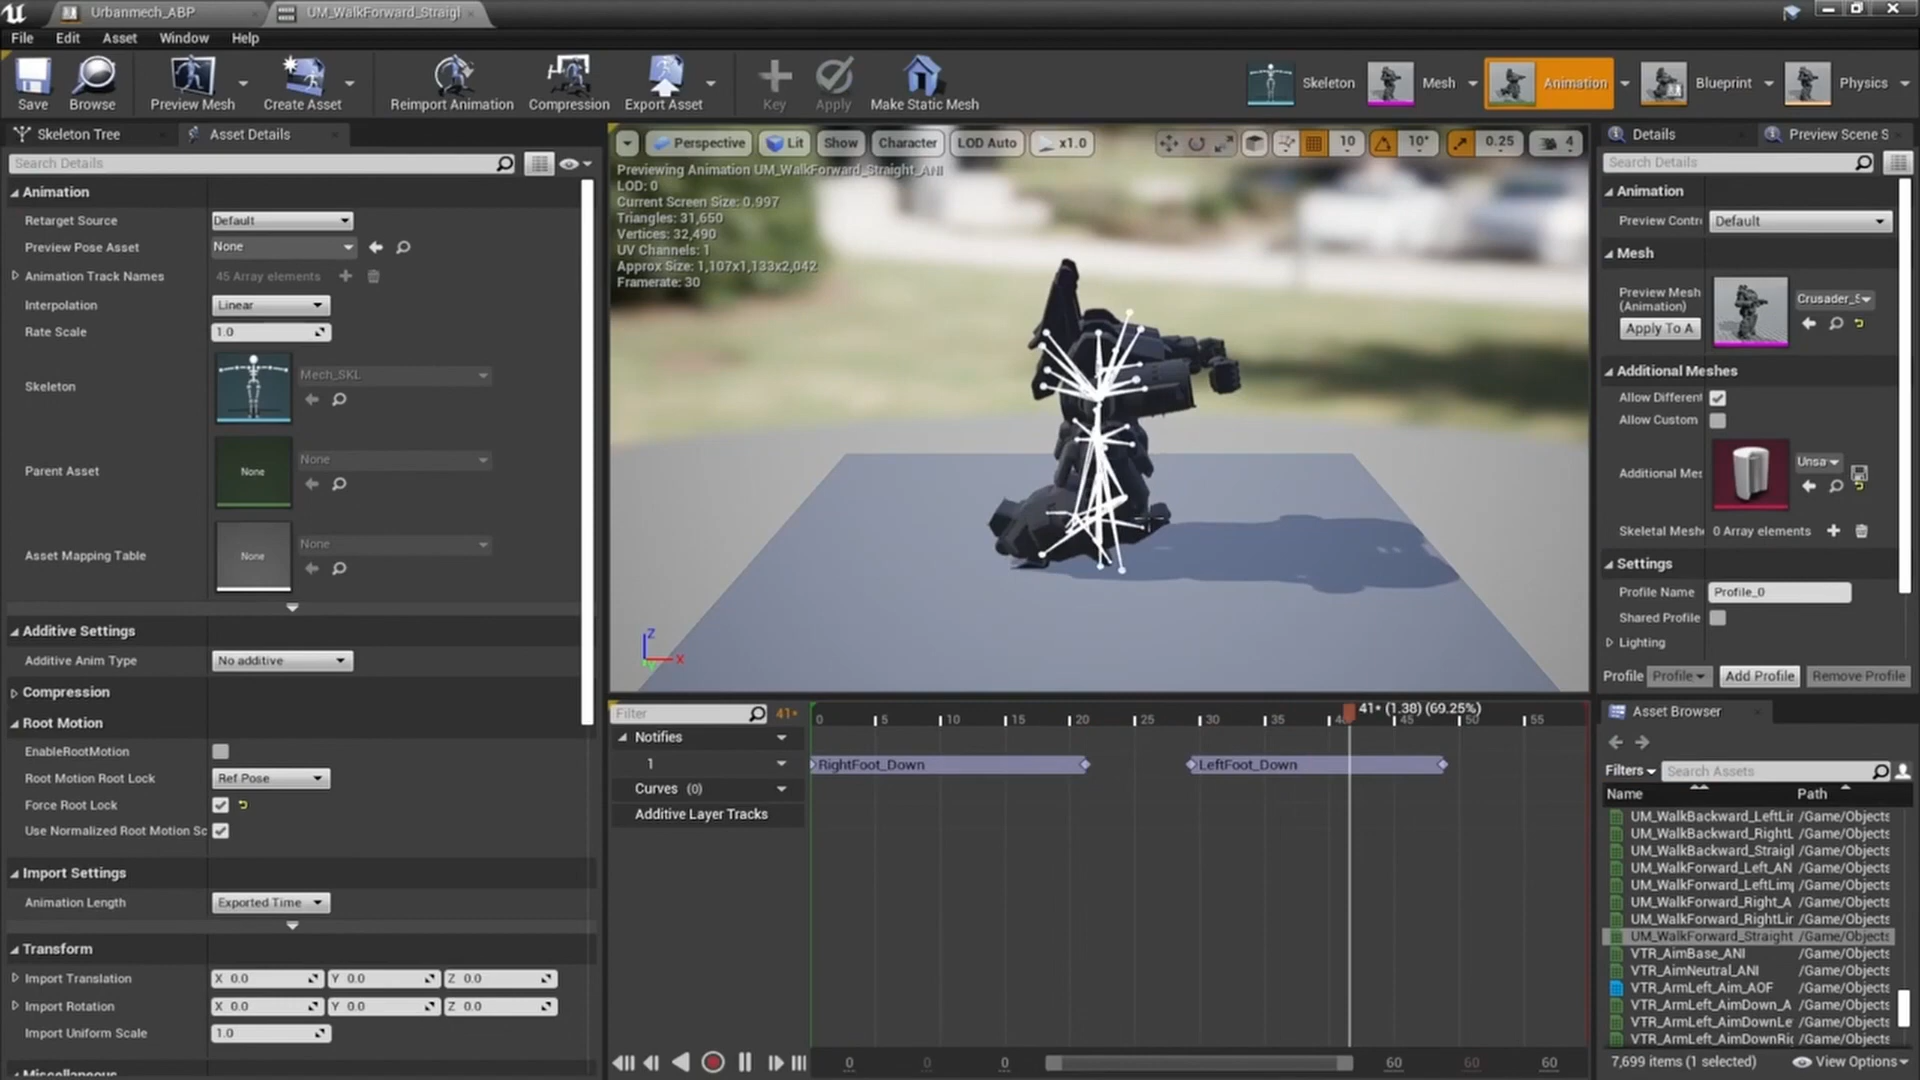 Urbanmech_ABP
UM_WalkForward_Straigl
File Edit Asset Window Help
Save Browse Preview Mesh Create Asset Reimport Animation Compression Export Asset Key Apply Make Static Mesh Skeleton Mesh Animation Blueprint Physics
Skeleton Tree Asset Details
Search Details
Animation
Retarget Source Default
Preview Pose Asset None
Animation Track Names 45 Array elements
Interpolation Linear
Rate Scale 1.0
Skeleton Mech_SKL
Parent Asset None None
Asset Mapping Table None None
Additive Settings
Additive Anim Type No additive
Compression
Root Motion
EnableRootMotion
Root Motion Root Lock Ref Pose
Force Root Lock
Use Normalized Root Motion Sc
Import Settings
Animation Length Exported Time
Transform
Import Translation X 0.0 Y 0.0 Z 0.0
Import Rotation X 0.0 Y 0.0 Z 0.0
Import Uniform Scale 1.0
Miscellaneous
Perspective Lit Show Character LOD Auto x1.0 10 10° 0.25 4
Previewing Animation UM_WalkForward_Straight_ANI
LOD: 0
Current Screen Size: 0.997
Triangles: 31,650
Vertices: 32,490
UV Channels: 1
Approx Size: 1,107x1,133x2,042
Framerate: 30
Z
X
Y
Filter 41*
41* (1.38) (69.25%)
0 5 10 15 20 25 30 35 40 45 50 55
Notifies
1 RightFoot_Down LeftFoot_Down
Curves (0)
Additive Layer Tracks
0 0 0 60 60 60
Details Preview Scene S
Search Details
Animation
Preview Contr Default
Mesh
Preview Mesh
(Animation)
Apply To A
Crusader_S
Additional Meshes
Allow Different
Allow Custom
Additional Mes Unsa
Skeletal Meshe 0 Array elements
Settings
Profile Name Profile_0
Shared Profile
Lighting
Profile Profile Add Profile Remove Profile
Asset Browser
Filters Search Assets
Name Path
UM_WalkBackward_LeftLir /Game/Objects
UM_WalkBackward_RightL /Game/Objects
UM_WalkBackward_Straigl /Game/Objects
UM_WalkForward_Left_AN /Game/Objects
UM_WalkForward_LeftLimp /Game/Objects
UM_WalkForward_Right_A /Game/Objects
UM_WalkForward_RightLir /Game/Objects
UM_WalkForward_Straight /Game/Objects
VTR_AimBase_ANI /Game/Objects
VTR_AimNeutral_ANI /Game/Objects
VTR_ArmLeft_Aim_AOF /Game/Objects
VTR_ArmLeft_AimDown_A /Game/Objects
VTR_ArmLeft_AimDownLe /Game/Objects
VTR_ArmLeft_AimDownRig /Game/Objects
7,699 items (1 selected) View Options